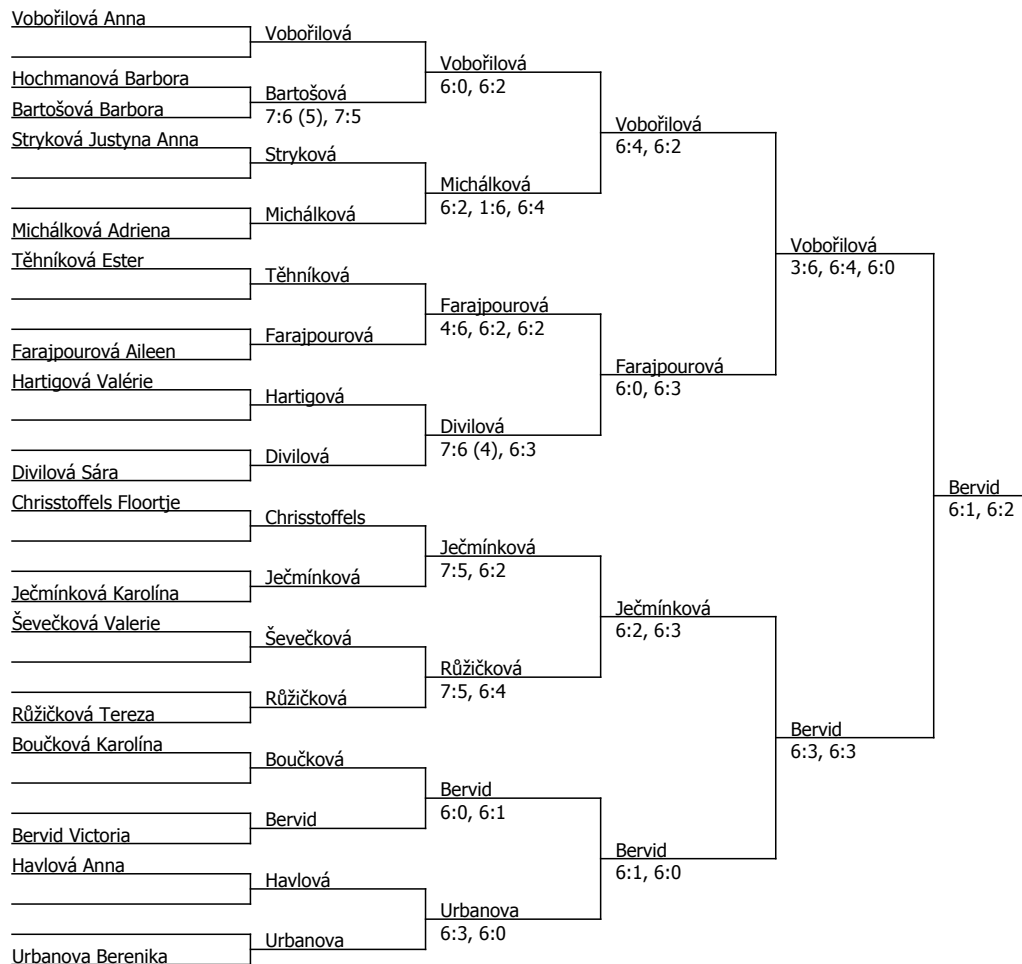 Vobořilová Anna
Hochmanová Barbora
Bartošová Barbora
Stryková Justyna Anna
Michálková Adriena
Těhníková Ester
Farajpourová Aileen
Hartigová Valérie
Divilová Sára
Chrisstoffels Floortje
Ječmínková Karolína
Ševečková Valerie
Růžičková Tereza
Boučková Karolína
Bervid Victoria
Havlová Anna
Urbanova Berenika
Vobořilová
Bartošová
7:6 (5), 7:5
Stryková
Michálková
Těhníková
Farajpourová
Hartigová
Divilová
Chrisstoffels
Ječmínková
Ševečková
Růžičková
Boučková
Bervid
Havlová
Urbanova
Vobořilová
6:0, 6:2
Michálková
6:2, 1:6, 6:4
Farajpourová
4:6, 6:2, 6:2
Divilová
7:6 (4), 6:3
Ječmínková
7:5, 6:2
Růžičková
7:5, 6:4
Bervid
6:0, 6:1
Urbanova
6:3, 6:0
Vobořilová
6:4, 6:2
Farajpourová
6:0, 6:3
Ječmínková
6:2, 6:3
Bervid
6:1, 6:0
Vobořilová
3:6, 6:4, 6:0
Bervid
6:3, 6:3
Bervid
6:1, 6:2